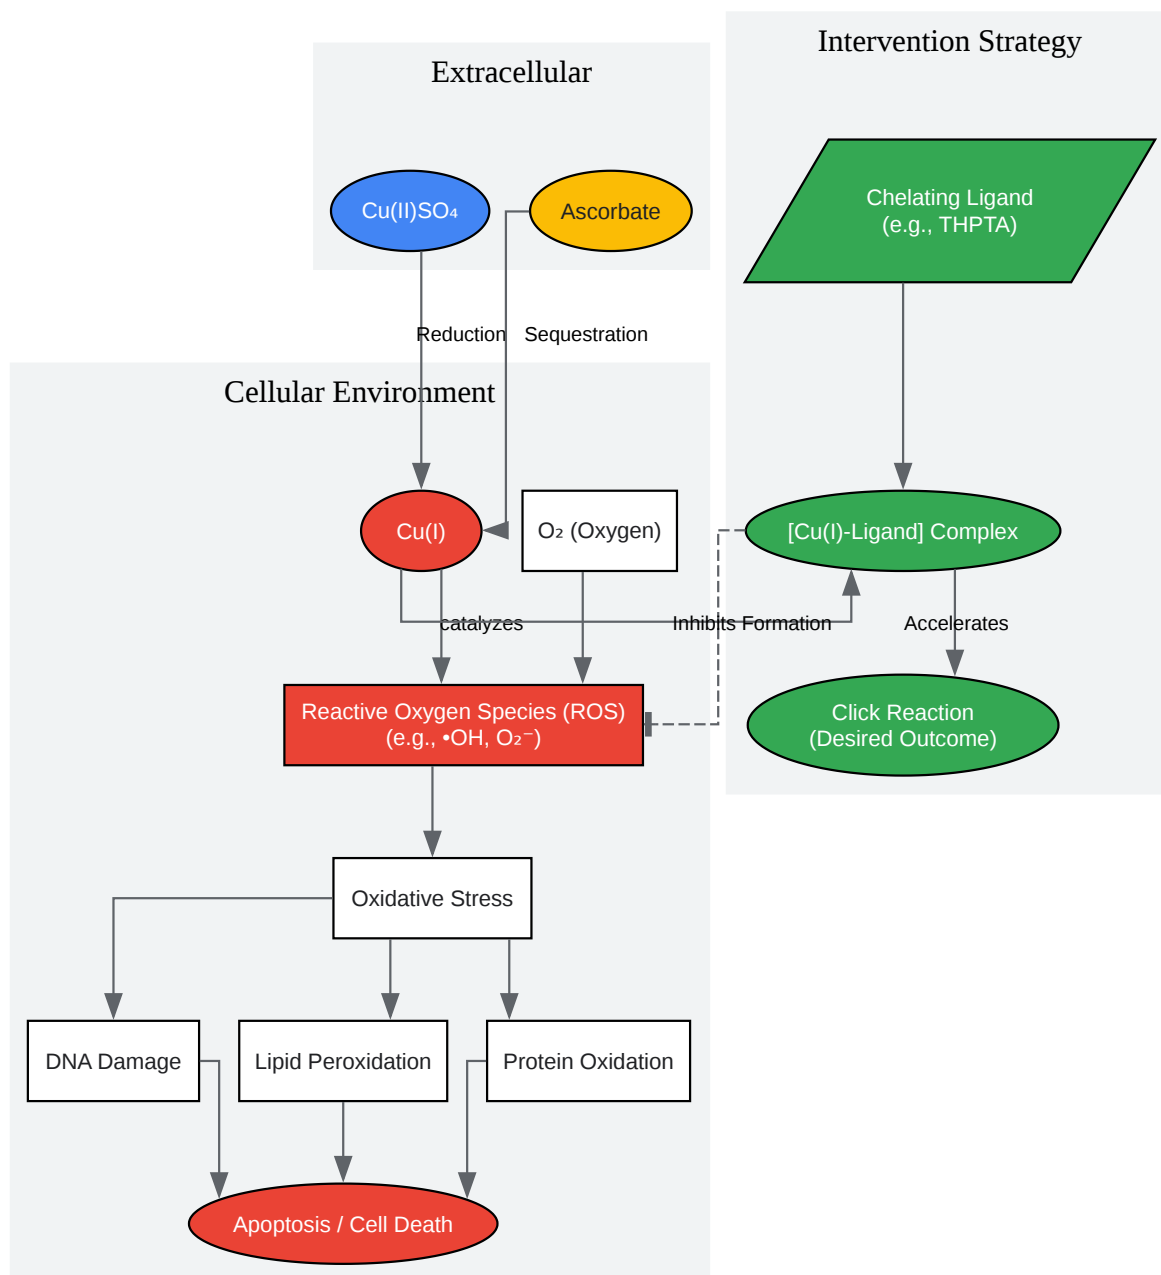 Intervention Strategy
Extracellular
Chelating Ligand
(e.g., THPTA)
Cu(II)SO₄
Ascorbate
Reduction
Sequestration
Cellular Environment
Cu(I)
O₂ (Oxygen)
[Cu(I)-Ligand] Complex
catalyzes
Inhibits Formation
Accelerates
Reactive Oxygen Species (ROS)
(e.g., •OH, O₂⁻)
Click Reaction
(Desired Outcome)
Oxidative Stress
DNA Damage
Lipid Peroxidation
Protein Oxidation
Apoptosis / Cell Death